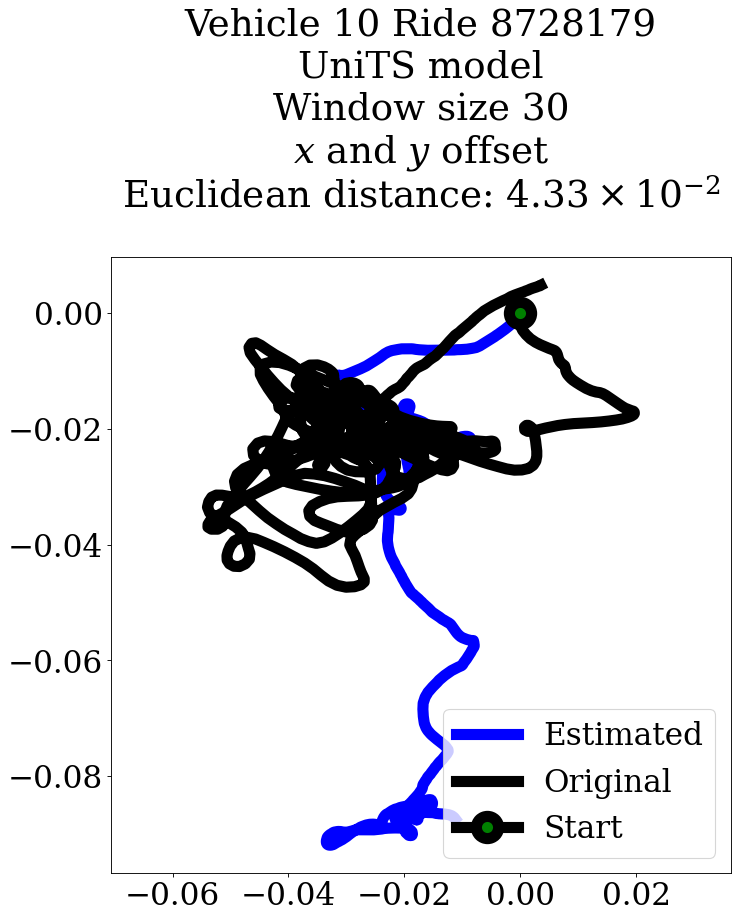 Vehicle 10 Ride 8728179
UniTS model
Window size 30
x and y offset
Euclidean distance: 4.33 × 10⁻²
0.00
−0.02
−0.04
−0.06
−0.08
Estimated
Original
Start
−0.06 −0.04 −0.02 0.00 0.02